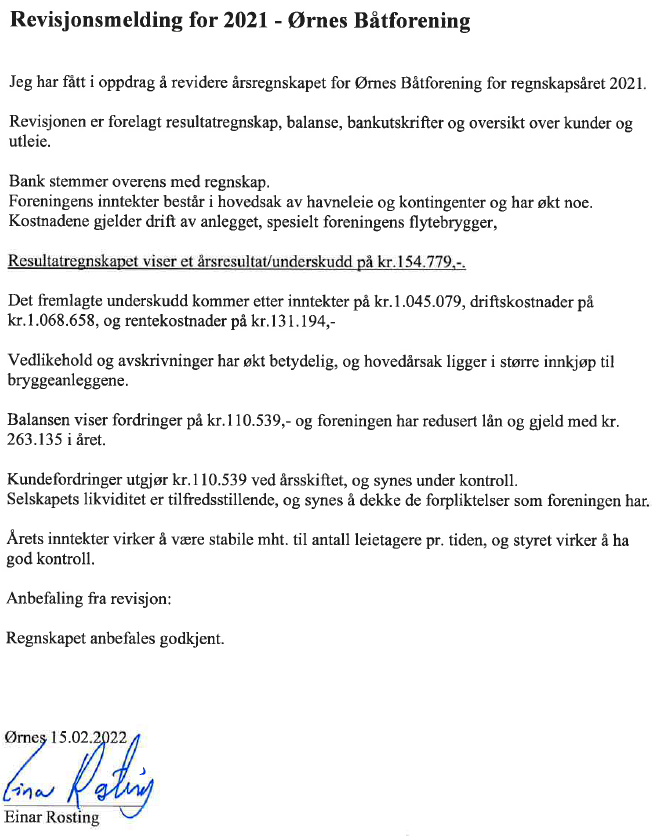 Revisjonsmelding for 2021 - Ørnes Båtforening
Jeg har fått i oppdrag å revidere årsregnskapet for Ørnes Båtforening for regnskapsåret 2021.
Revisjonen er forelagt resultatregnskap, balanse, bankutskrifter og oversikt over kunder og
utleie.
Bank stemmer overens med regnskap.
Foreningens inntekter består i hovedsak av havneleie og kontingenter og har økt noe.
Kostnadene gjelder drift av anlegget, spesielt foreningens flytebrygger,
Resultatregnskapet viser et årsresultat/underskudd på kr.154.779,-.
Det fremlagte underskudd kommer etter inntekter på kr.1.045.079, driftskostnader på
kr.1.068.658, og rentekostnader på kr.131.194,-
Vedlikehold og avskrivninger har økt betydelig, og hovedårsak ligger i større innkjøp til
bryggeanleggene.
Balansen viser fordringer på kr.110.539,- og foreningen har redusert lån og gjeld med kr.
263.135 i året.
Kundefordringer utgjør kr.110.539 ved årsskiftet, og synes under kontroll.
Selskapets likviditet er tilfredsstillende, og synes å dekke de forpliktelser som foreningen har.
Årets inntekter virker å være stabile mht. til antall leietagere pr. tiden, og styret virker å ha
god kontroll.
Anbefaling fra revisjon:
Regnskapet anbefales godkjent.
Ørnes 15.02.2022
Einar Rosting
Einar Rosting